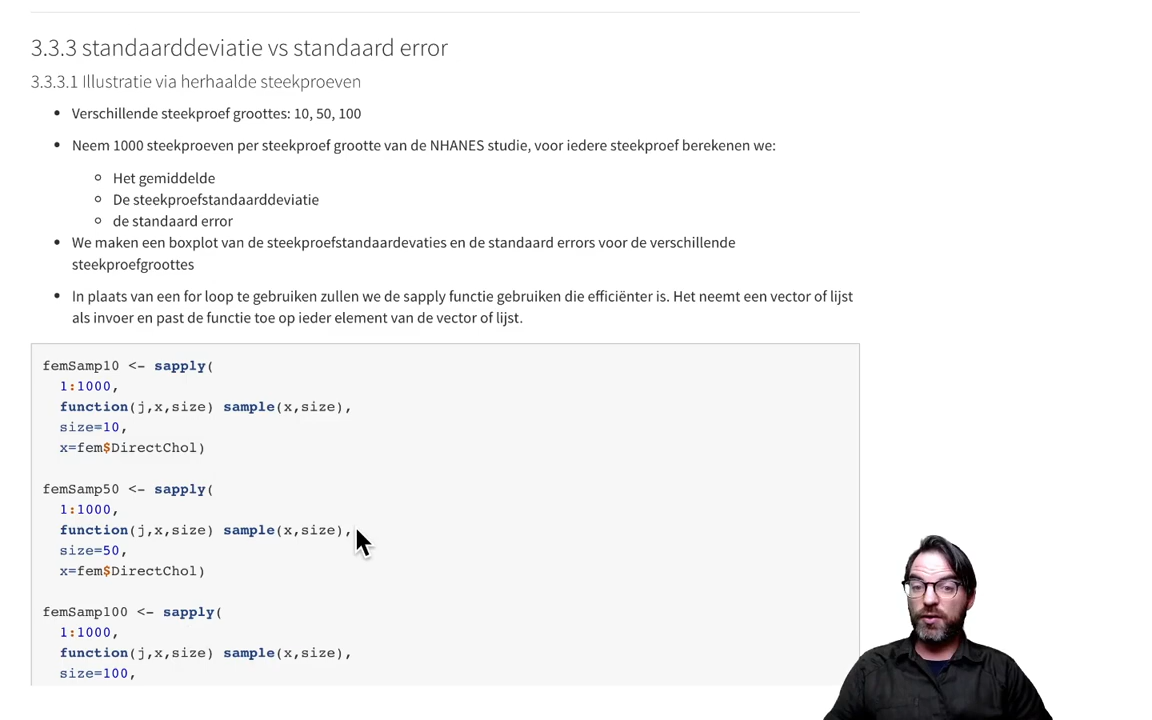 3.3.3 standaarddeviatie vs standaard error
3.3.3.1 Illustratie via herhaalde steekproeven
• Verschillende steekproef groottes: 10, 50, 100
• Neem 1000 steekproeven per steekproef grootte van de NHANES studie, voor iedere steekproef berekenen we:
○ Het gemiddelde
○ De steekproefstandaarddeviatie
○ de standaard error
• We maken een boxplot van de steekproefstandaardevaties en de standaard errors voor de verschillende
steekproefgroottes
• In plaats van een for loop te gebruiken zullen we de sapply functie gebruiken die efficiënter is. Het neemt een vector of lijst
als invoer en past de functie toe op ieder element van de vector of lijst.
femSamp10 <- sapply(
1:1000,
function(j,x,size) sample(x,size),
size=10,
x=fem$DirectChol)
femSamp50 <- sapply(
1:1000,
function(j,x,size) sample(x,size),
size=50,
x=fem$DirectChol)
femSamp100 <- sapply(
1:1000,
function(j,x,size) sample(x,size),
size=100,